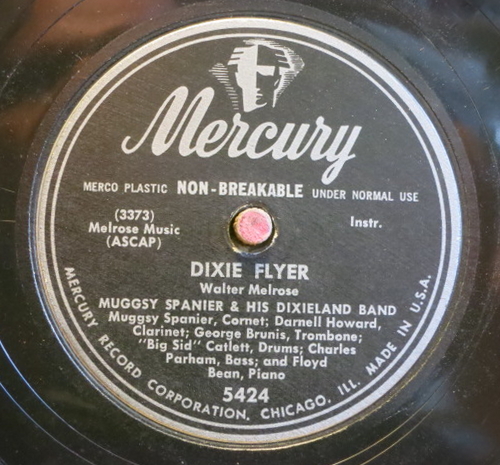 Mercury
MERCO PLASTIC NON-BREAKABLE UNDER NORMAL USE
(3373)
Melrose Music
(ASCAP)
Instr.
DIXIE FLYER
Walter Melrose
MUGGSY SPANIER & HIS DIXIELAND BAND
Muggsy Spanier, Cornet; Darnell Howard,
Clarinet; George Brunis, Trombone;
"Big Sid" Catlett, Drums; Charles
Parham, Bass; and Floyd
Bean, Piano
5424
MERCURY RECORD CORPORATION, CHICAGO, ILL. MADE IN U.S.A.